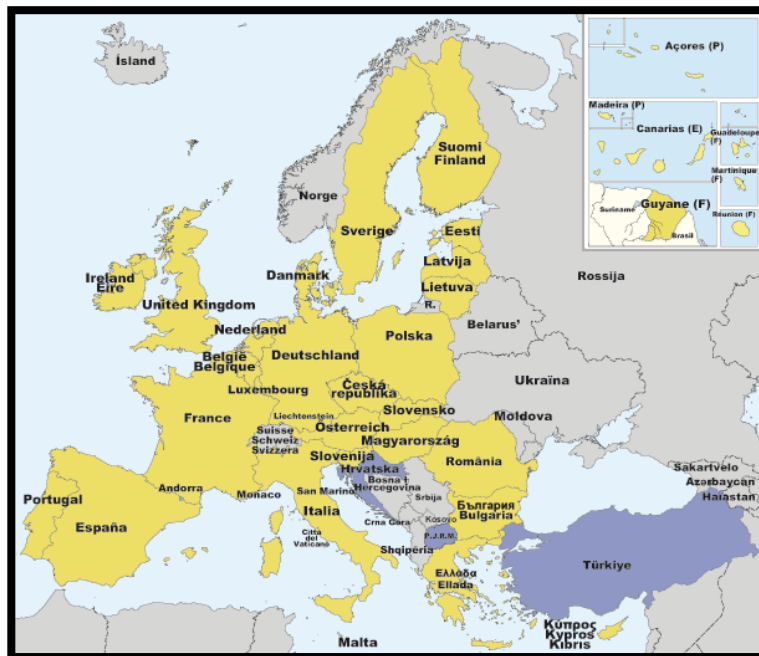 Ísland
Açores (P)
Madeira (P)
Canarias (E)
Guadeloupe
(F)
Martinique
(F)
Guyane (F)
Suriname
Brasil
Réunion (F)
Suomi
Finland
Norge
Sverige
Eesti
Rossija
Latvija
Danmark
Lietuva
R.
Ireland
Éire
United Kingdom
Belarus'
Nederland
Polska
België
Belgique
Deutschland
Ukraïna
Luxembourg
Česká
republika
Slovensko
Moldova
France
Liechtenstein
Österreich
Suisse
Schweiz
Svizzera
Magyarország
Slovenija
România
Hrvatska
Bosna i
Hercegovina
Sakartvelo
Azərbaycan
Haiastan
Portugal
Andorra
Monaco
San Marino
Srbija
España
Italia
България
Bulgaria
Crna Gora
Kosovo
Città
del
Vaticano
P.J.R.M.
Shqipëria
Türkiye
Ελλάδα
Ellada
Κύπρος
Kypros
Kıbrıs
Malta